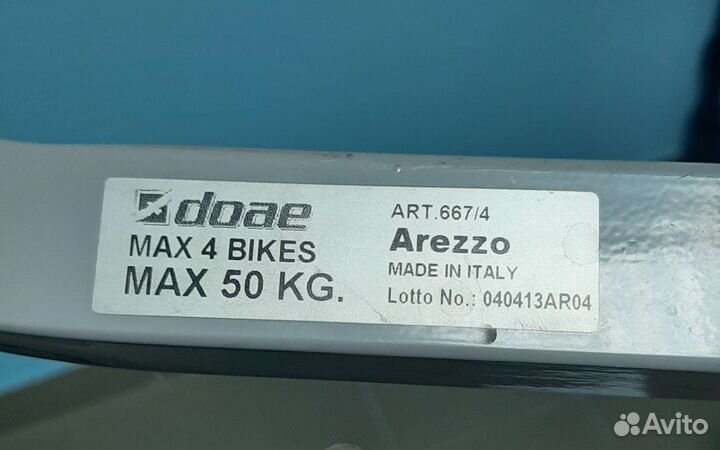 doae
MAX 4 BIKES
MAX 50 KG.
ART.667/4
Arezzo
MADE IN ITALY
Lotto No.: 040413AR04
Avito